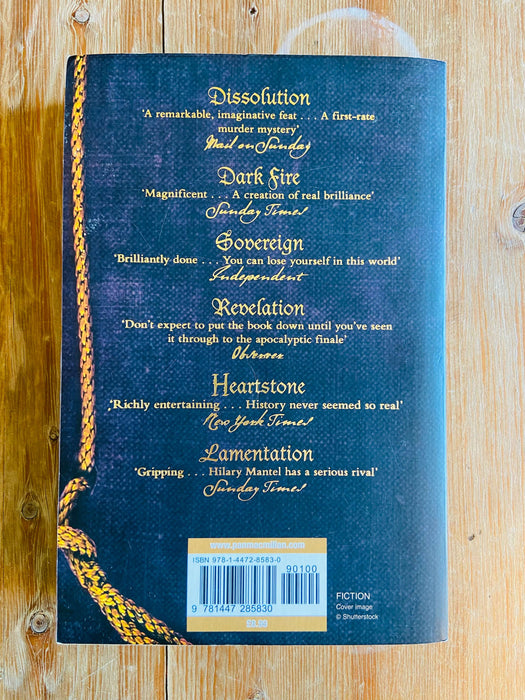 Dissolution
'A remarkable, imaginative feat . . . A first-rate
murder mystery'
Mail on Sunday
Dark Fire
'Magnificent . . . A creation of real brilliance'
Sunday Times
Sovereign
'Brilliantly done . . . You can lose yourself in this world'
Independent
Revelation
'Don't expect to put the book down until you've seen
it through to the apocalyptic finale'
Observer
Heartstone
'Richly entertaining . . . History never seemed so real'
New York Times
Lamentation
'Gripping . . . Hilary Mantel has a serious rival'
Sunday Times
www.panmacmillan.com
ISBN 978-1-4472-8583-0
90100
9 781447 285830
£9.99
FICTION
Cover image
© Shutterstock